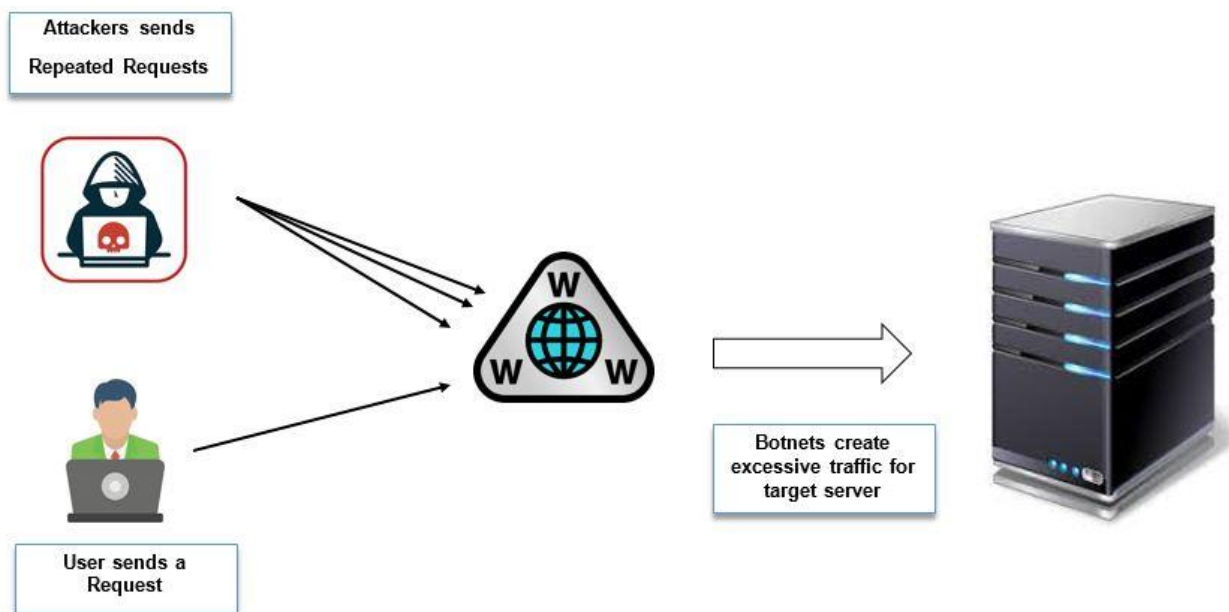 Attackers sends
Repeated Requests
W
W W
Botnets create
excessive traffic for
target server
User sends a
Request